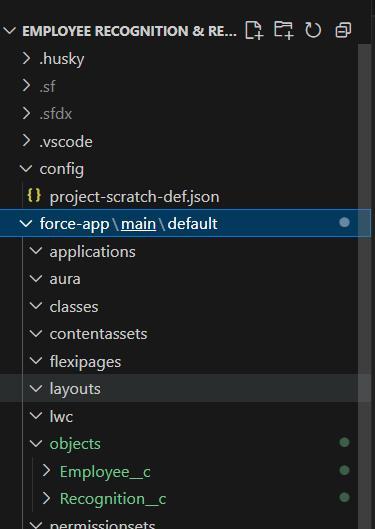 EMPLOYEE RECOGNITION & RE...
.husky
.sf
.sfdx
.vscode
config
{} project-scratch-def.json
force-app\main\default
applications
aura
classes
contentassets
flexipages
layouts
lwc
objects
Employee__c
Recognition__c
permissionsets